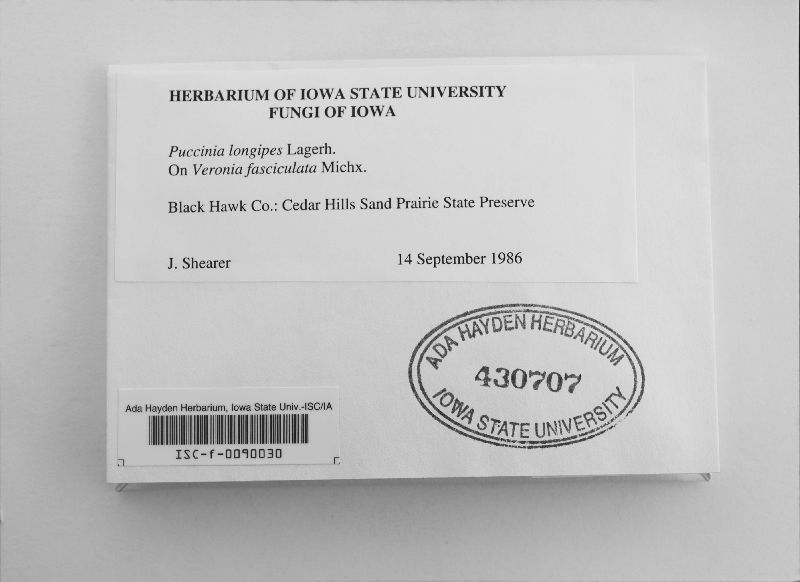 HERBARIUM OF IOWA STATE UNIVERSITY
FUNGI OF IOWA
Puccinia longipes Lagerh.
On Veronia fasciculata Michx.
Black Hawk Co.: Cedar Hills Sand Prairie State Preserve
J. Shearer 14 September 1986
ADA HAYDEN HERBARIUM
430707
IOWA STATE UNIVERSITY
Ada Hayden Herbarium, Iowa State Univ.-ISC/IA
ISC-f-0090030